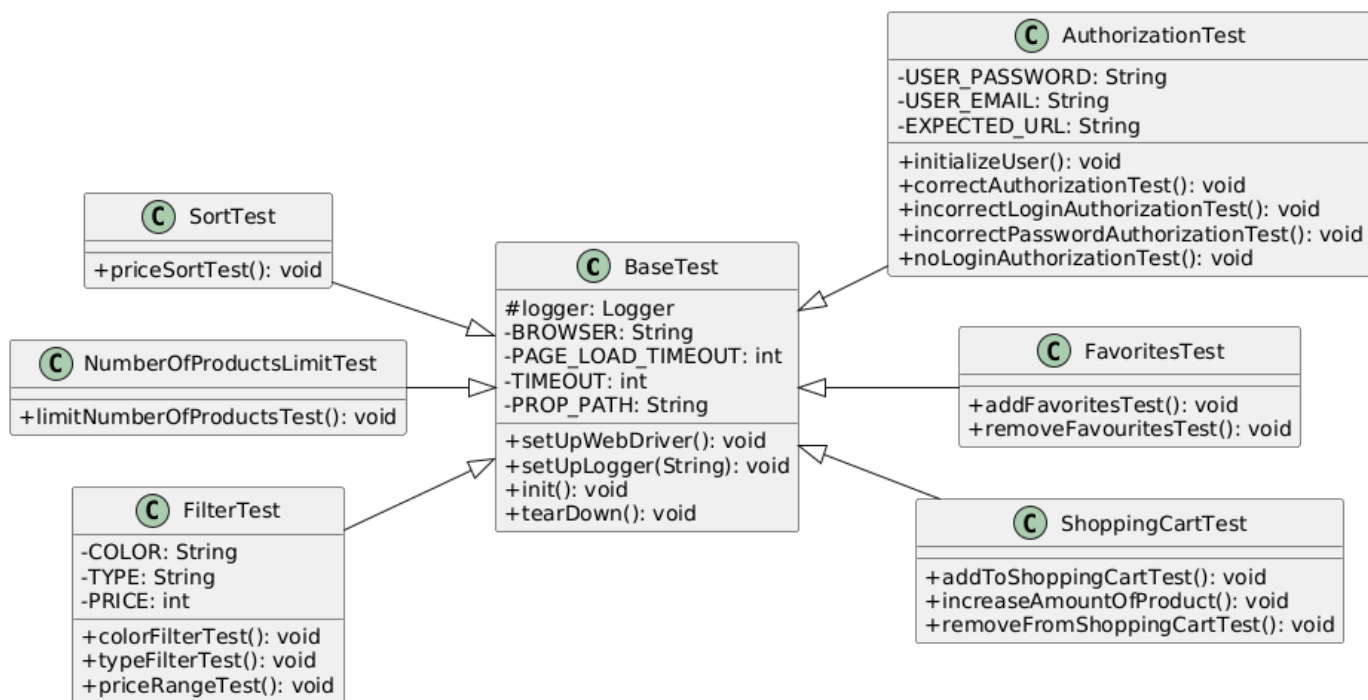 C AuthorizationTest
-USER_PASSWORD: String
-USER_EMAIL: String
-EXPECTED_URL: String
+initializeUser(): void
+correctAuthorizationTest(): void
+incorrectLoginAuthorizationTest(): void
+incorrectPasswordAuthorizationTest(): void
+noLoginAuthorizationTest(): void
C SortTest
+priceSortTest(): void
C NumberOfProductsLimitTest
+limitNumberOfProductsTest(): void
C FilterTest
-COLOR: String
-TYPE: String
-PRICE: int
+colorFilterTest(): void
+typeFilterTest(): void
+priceRangeTest(): void
C BaseTest
#logger: Logger
-BROWSER: String
-PAGE_LOAD_TIMEOUT: int
-TIMEOUT: int
-PROP_PATH: String
+setUpWebDriver(): void
+setUpLogger(String): void
+init(): void
+tearDown(): void
C FavoritesTest
+addFavoritesTest(): void
+removeFavouritesTest(): void
C ShoppingCartTest
+addToShoppingCartTest(): void
+increaseAmountOfProduct(): void
+removeFromShoppingCartTest(): void